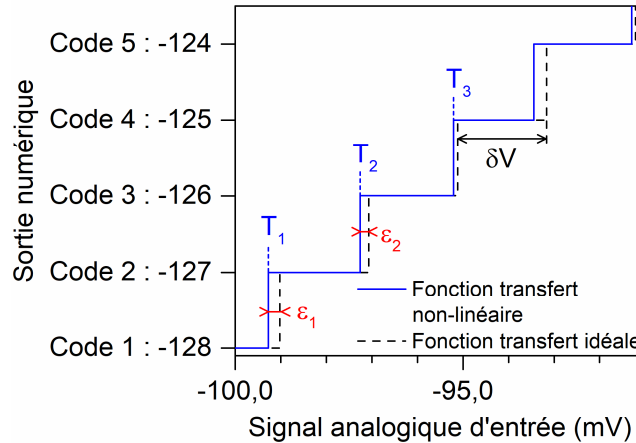 Sortie numérique
Code 5 : -124
Code 4 : -125
Code 3 : -126
Code 2 : -127
Code 1 : -128
T3
T2
T1
δV
ε2
ε1
Fonction transfert
non-linéaire
Fonction transfert idéale
-100,0
-95,0
Signal analogique d'entrée (mV)